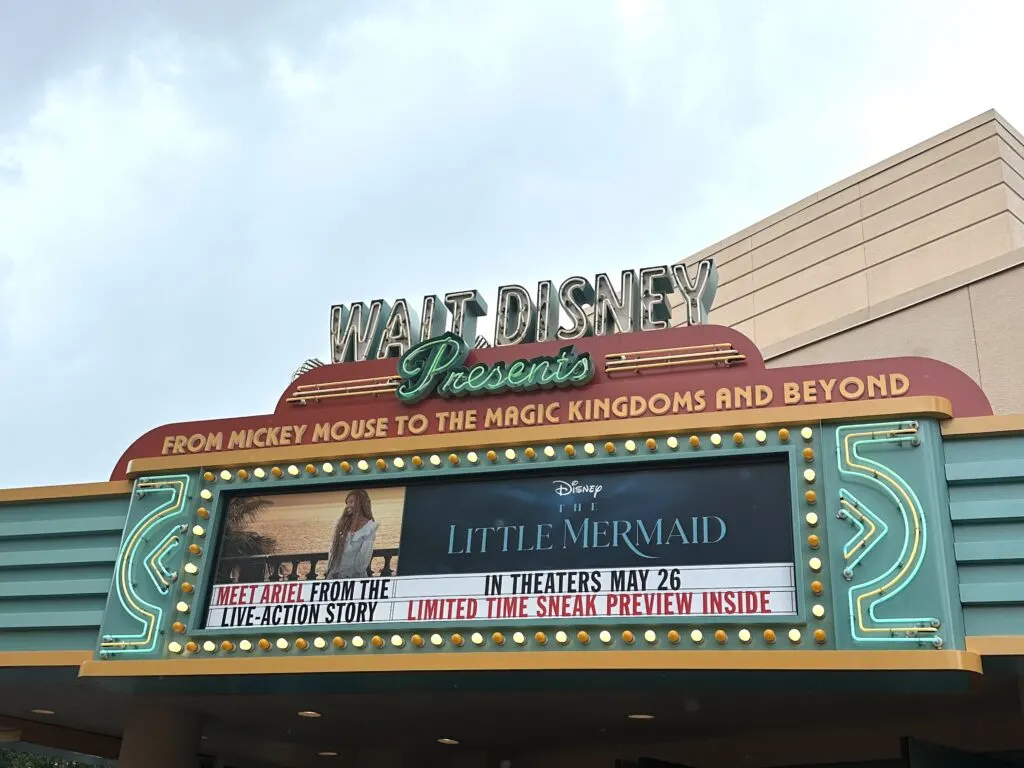 WALT DISNEY
Presents
FROM MICKEY MOUSE TO THE MAGIC KINGDOMS AND BEYOND
DISNEY
THE
LITTLE MERMAID
MEET ARIEL FROM THE
LIVE-ACTION STORY
IN THEATERS MAY 26
LIMITED TIME SNEAK PREVIEW INSIDE